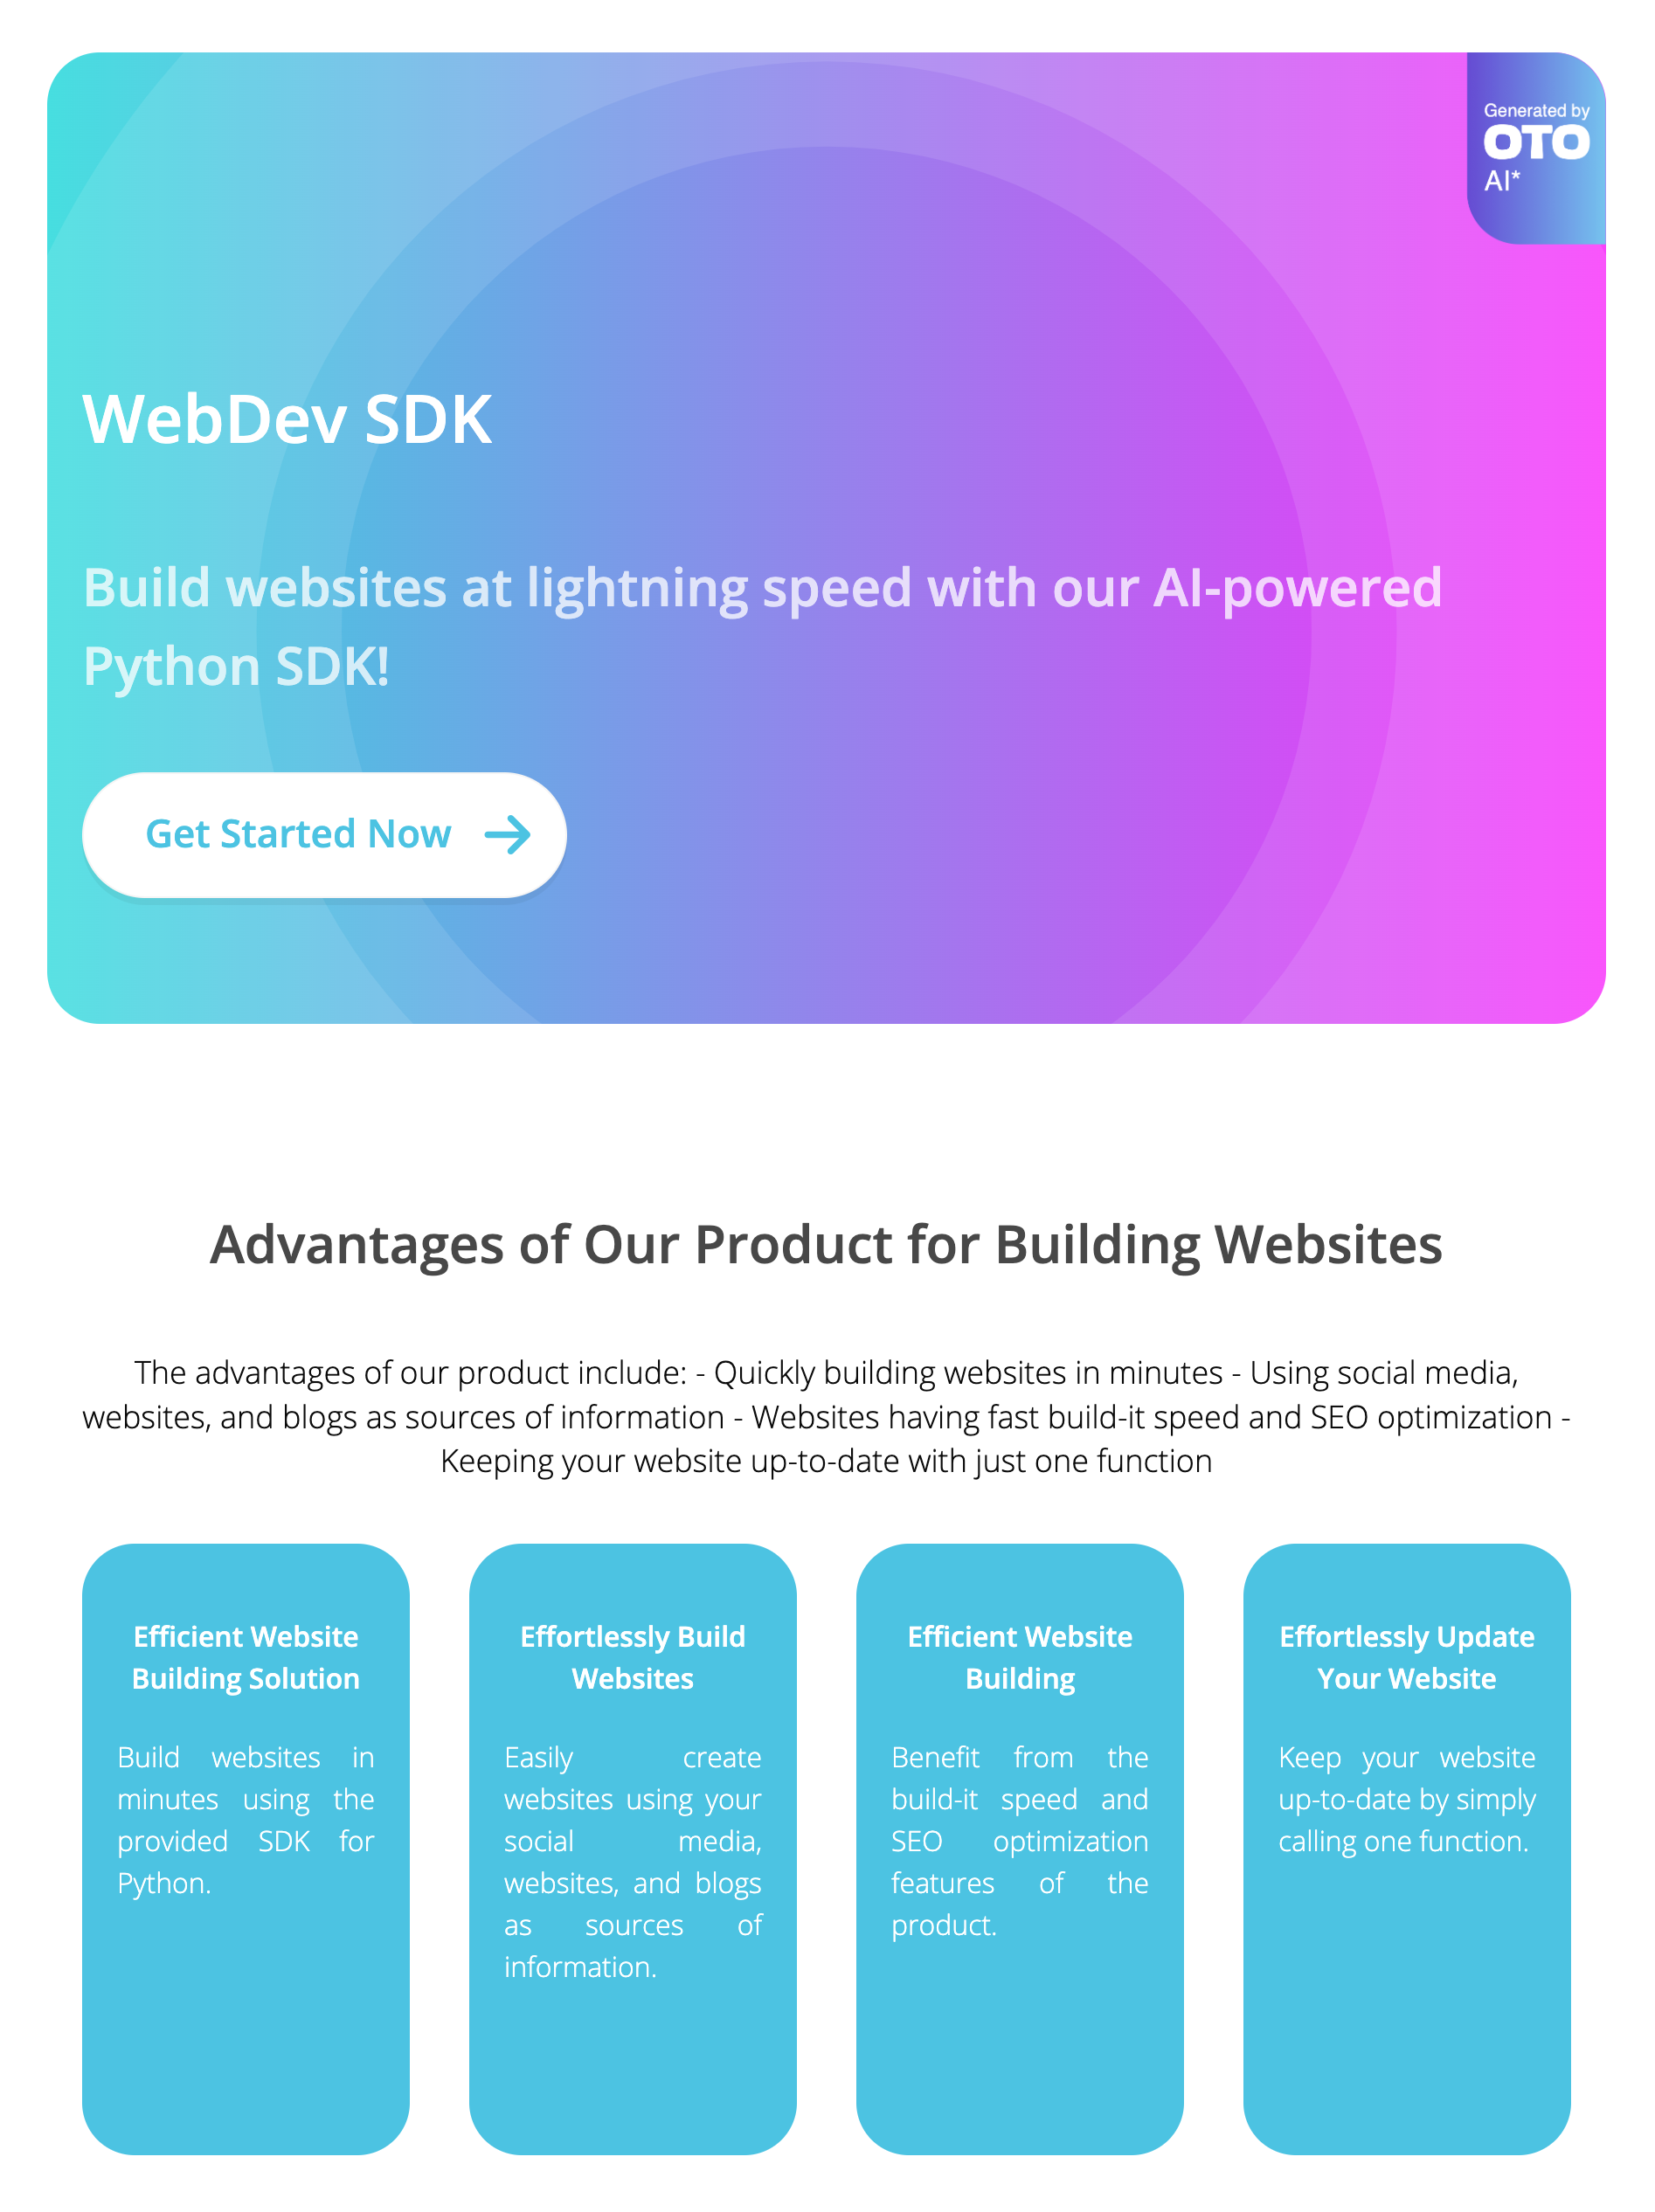 Generated by
OTO
AI*
WebDev SDK
Build websites at lightning speed with our AI-powered
Python SDK!
Get Started Now
Advantages of Our Product for Building Websites
The advantages of our product include: - Quickly building websites in minutes - Using social media,
websites, and blogs as sources of information - Websites having fast build-it speed and SEO optimization -
Keeping your website up-to-date with just one function
Efficient Website
Building Solution
Build websites in
minutes using the
provided SDK for
Python.
Effortlessly Build
Websites
Easily create
websites using your
social media,
websites, and blogs
as sources of
information.
Efficient Website
Building
Benefit from the
build-it speed and
SEO optimization
features of the
product.
Effortlessly Update
Your Website
Keep your website
up-to-date by simply
calling one function.